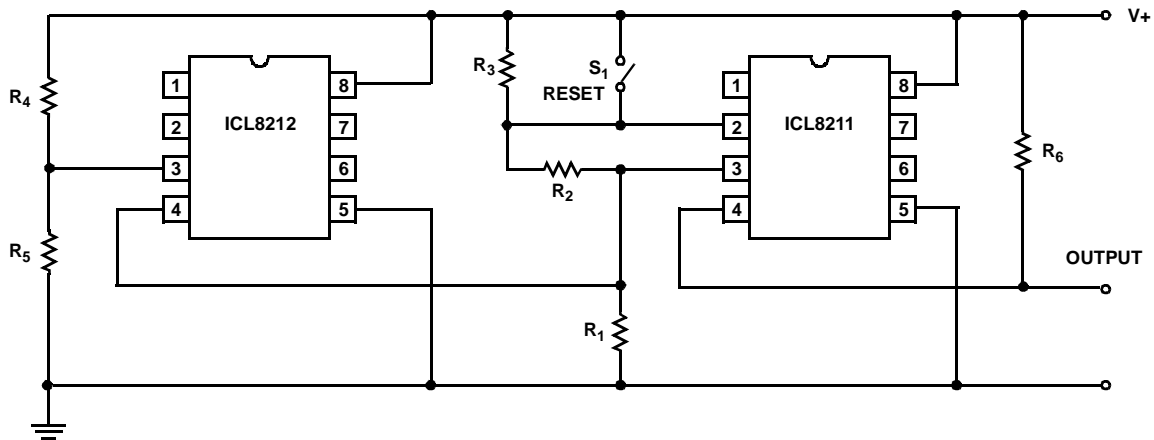 V+
R4
R3
S1
RESET
R6
1 8
2 7
3 6
4 5
ICL8212
1 8
2 7
3 6
4 5
ICL8211
R2
R5
OUTPUT
R1